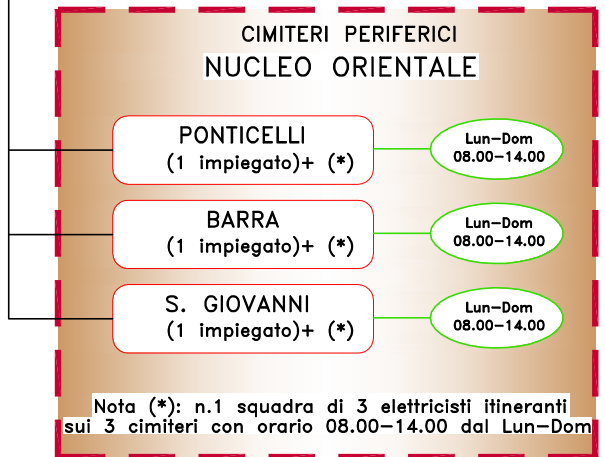 CIMITERI PERIFERICI
NUCLEO ORIENTALE
PONTICELLI
(1 impiegato)+ (*)
Lun-Dom
08.00-14.00
BARRA
(1 impiegato)+ (*)
Lun-Dom
08.00-14.00
S. GIOVANNI
(1 impiegato)+ (*)
Lun-Dom
08.00-14.00
Nota (*): n.1 squadra di 3 elettricisti itineranti
sui 3 cimiteri con orario 08.00-14.00 dal Lun-Dom